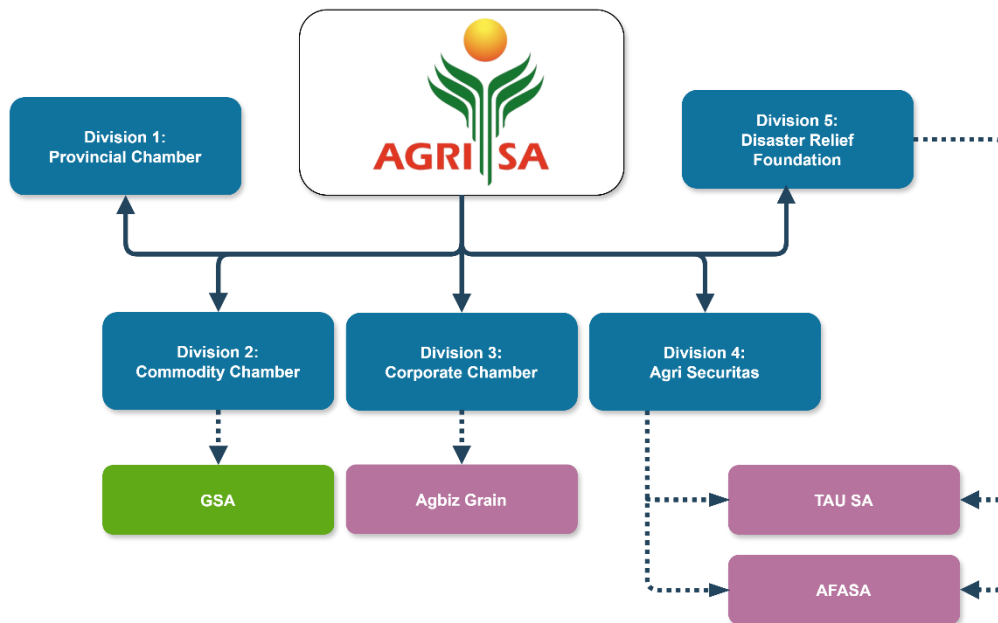 AGRI SA
Division 1:
Provincial Chamber
Division 5:
Disaster Relief
Foundation
Division 2:
Commodity Chamber
Division 3:
Corporate Chamber
Division 4:
Agri Securitas
GSA
Agbiz Grain
TAU SA
AFASA